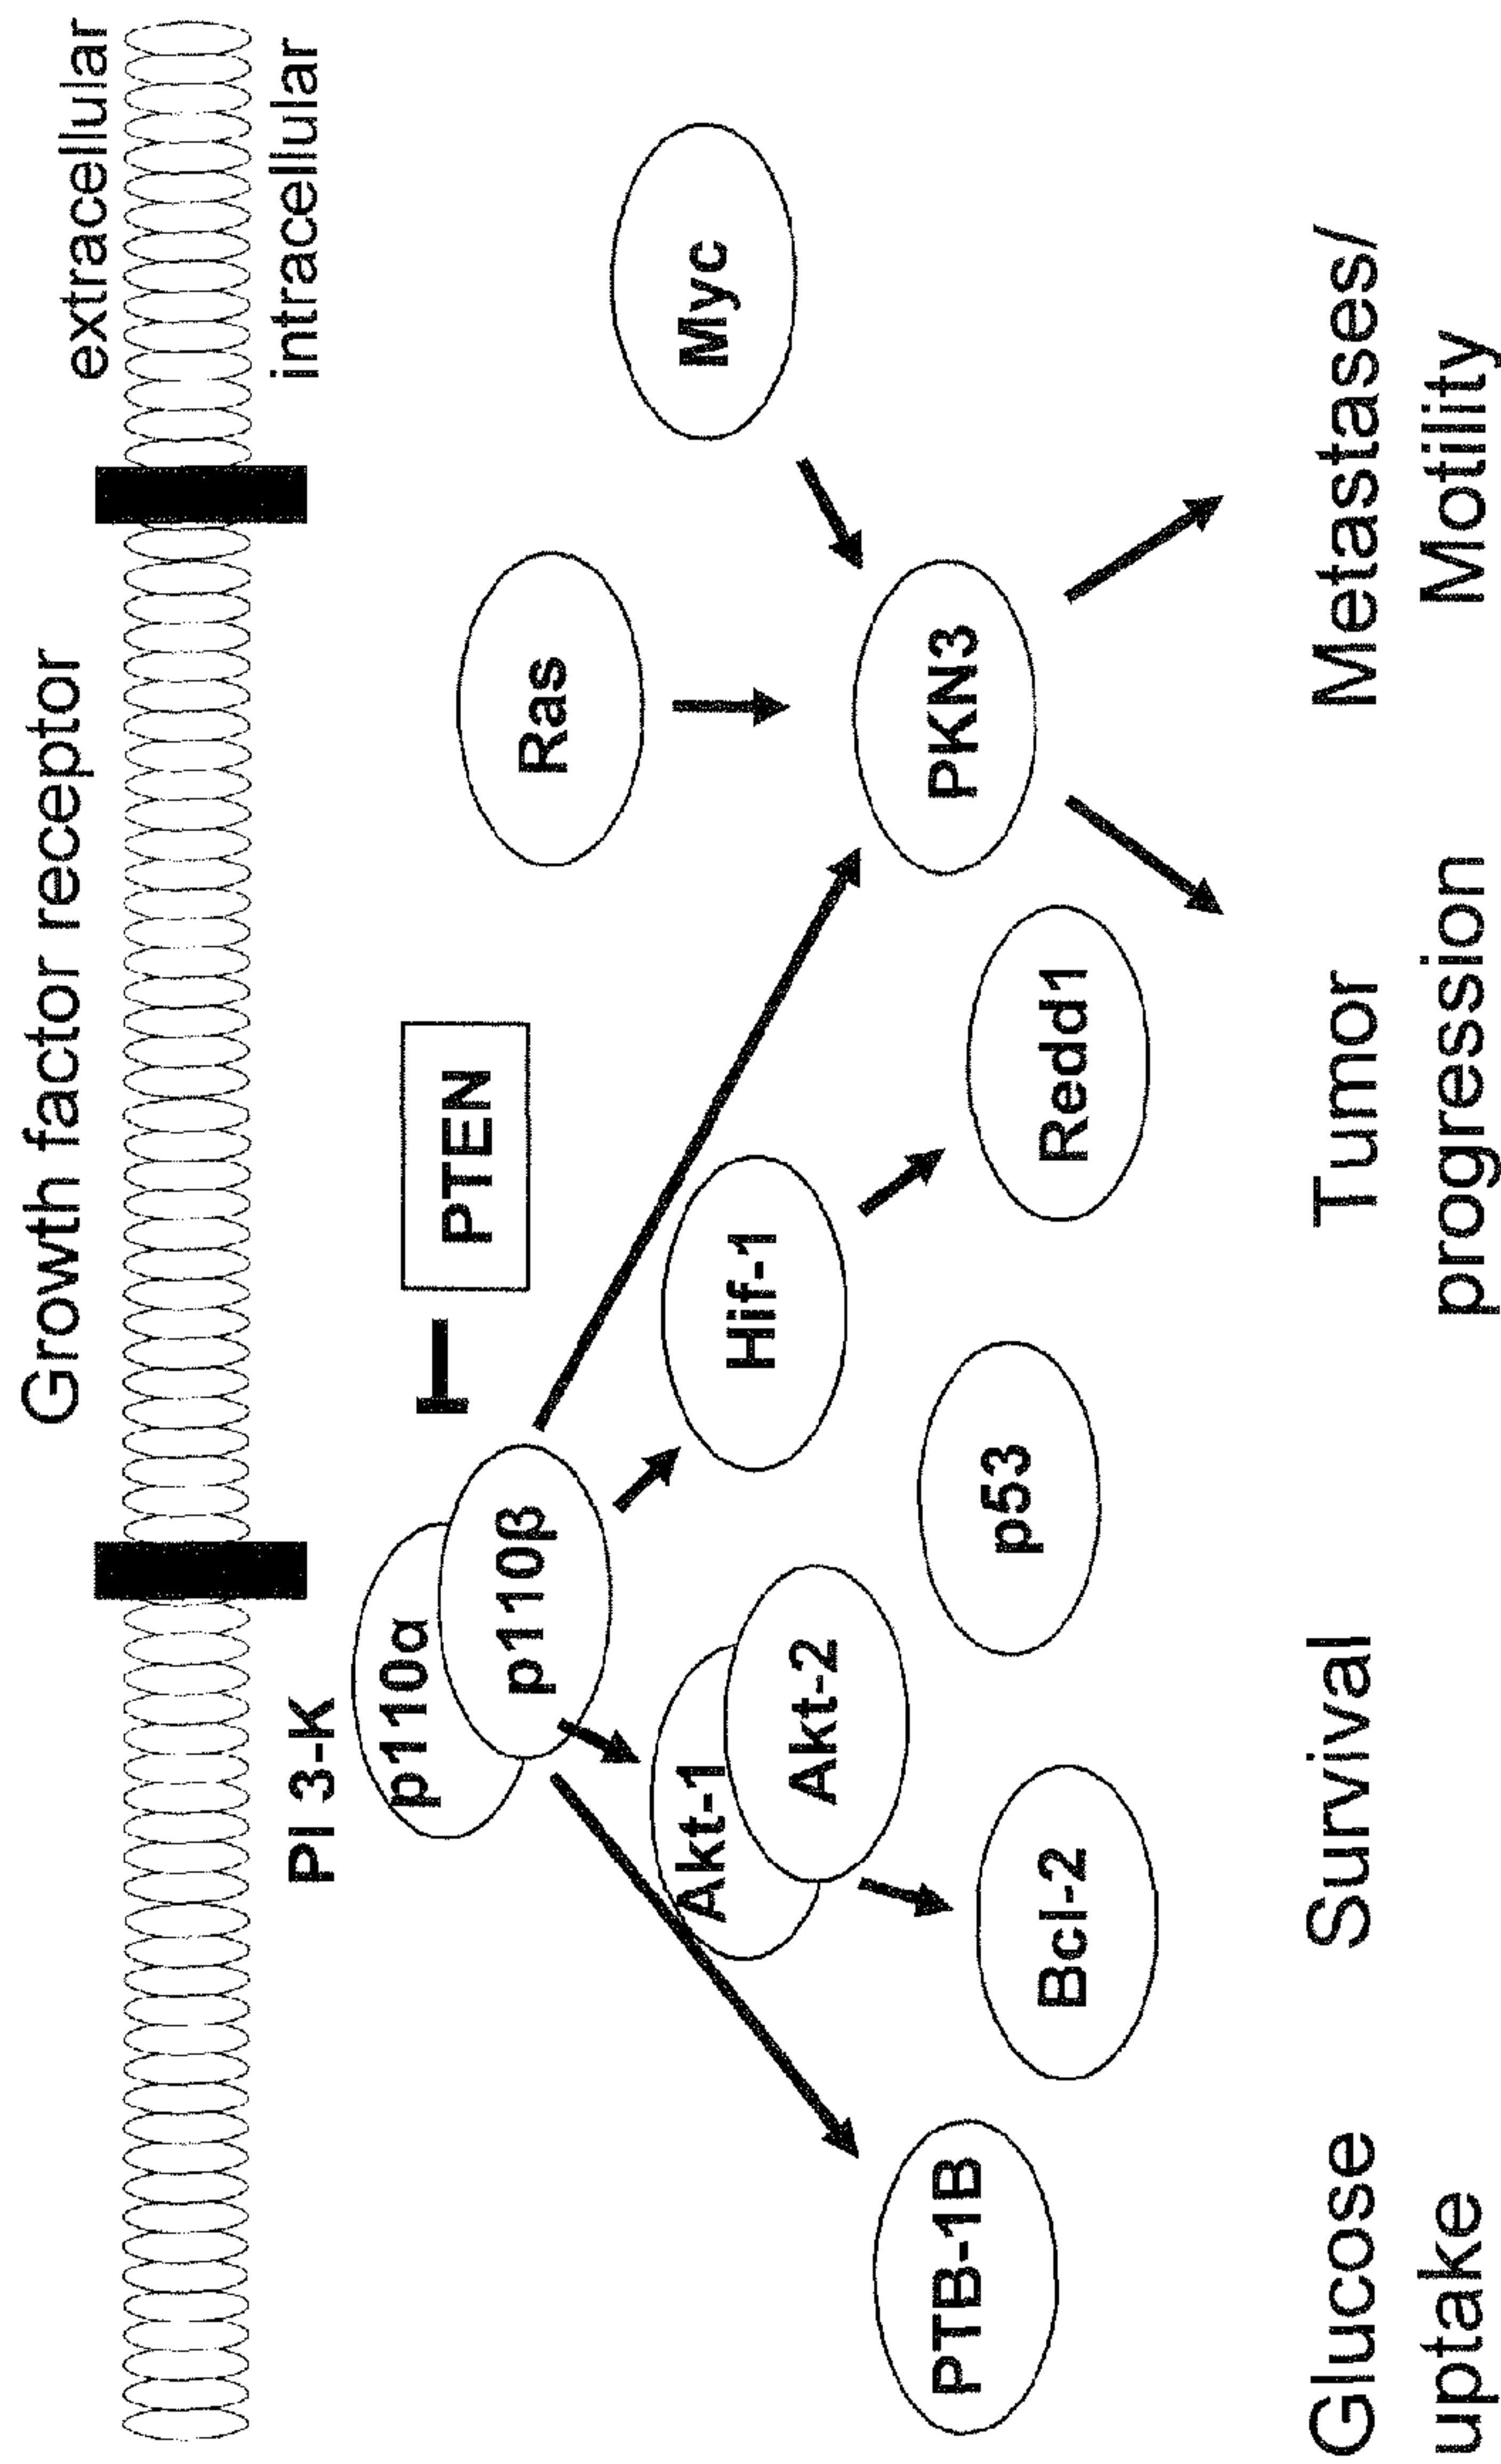 Growth factor receptor
extracellular
intracellular
PI 3-K
p110α
p110β
PTEN
Ras
Myc
Akt-1
Akt-2
Hif-1
PKN3
PTB-1B
Bcl-2
p53
Redd1
Glucose
uptake
Survival
Tumor
progression
Metastases/
Motility